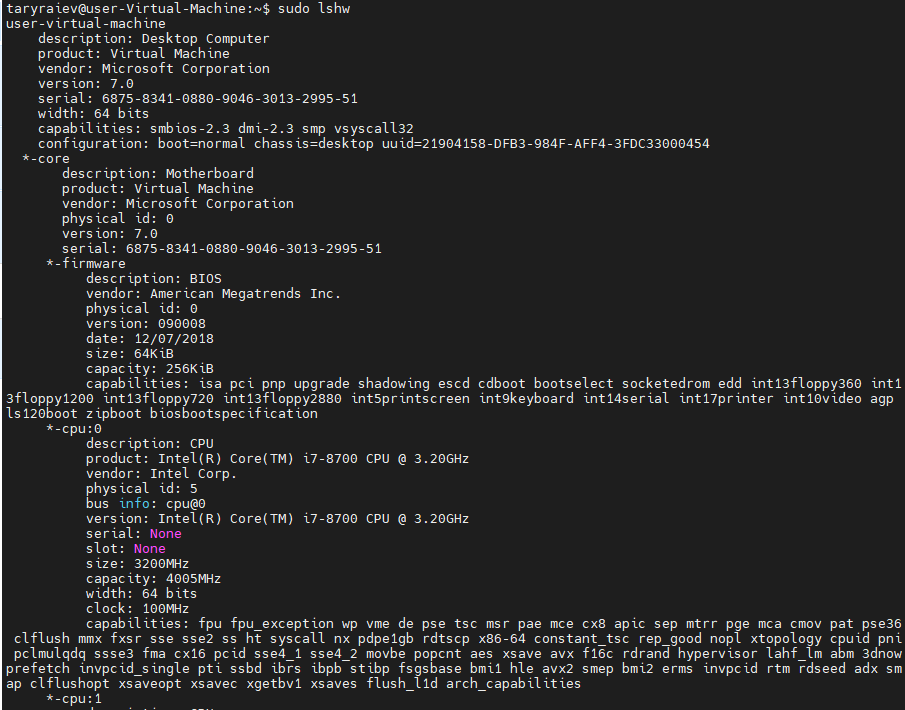 taryraiev@user-Virtual-Machine:~$ sudo lshw
user-virtual-machine
    description: Desktop Computer
    product: Virtual Machine
    vendor: Microsoft Corporation
    version: 7.0
    serial: 6875-8341-0880-9046-3013-2995-51
    width: 64 bits
    capabilities: smbios-2.3 dmi-2.3 smp vsyscall32
    configuration: boot=normal chassis=desktop uuid=21904158-DFB3-984F-AFF4-3FDC33000454
  *-core
       description: Motherboard
       product: Virtual Machine
       vendor: Microsoft Corporation
       physical id: 0
       version: 7.0
       serial: 6875-8341-0880-9046-3013-2995-51
     *-firmware
          description: BIOS
          vendor: American Megatrends Inc.
          physical id: 0
          version: 090008
          date: 12/07/2018
          size: 64KiB
          capacity: 256KiB
          capabilities: isa pci pnp upgrade shadowing escd cdboot bootselect socketedrom edd int13floppy360 int1
3floppy1200 int13floppy720 int13floppy2880 int5printscreen int9keyboard int14serial int17printer int10video agp
ls120boot zipboot biosbootspecification
     *-cpu:0
          description: CPU
          product: Intel(R) Core(TM) i7-8700 CPU @ 3.20GHz
          vendor: Intel Corp.
          physical id: 5
          bus info: cpu@0
          version: Intel(R) Core(TM) i7-8700 CPU @ 3.20GHz
          serial: None
          slot: None
          size: 3200MHz
          capacity: 4005MHz
          width: 64 bits
          clock: 100MHz
          capabilities: fpu fpu_exception wp vme de pse tsc msr pae mce cx8 apic sep mtrr pge mca cmov pat pse36
 clflush mmx fxsr sse sse2 ss ht syscall nx pdpe1gb rdtscp x86-64 constant_tsc rep_good nopl xtopology cpuid pni
 pclmulqdq ssse3 fma cx16 pcid sse4_1 sse4_2 movbe popcnt aes xsave avx f16c rdrand hypervisor lahf_lm abm 3dnow
prefetch invpcid_single pti ssbd ibrs ibpb stibp fsgsbase bmi1 hle avx2 smep bmi2 erms invpcid rtm rdseed adx sm
ap clflushopt xsaveopt xsavec xgetbv1 xsaves flush_l1d arch_capabilities
     *-cpu:1